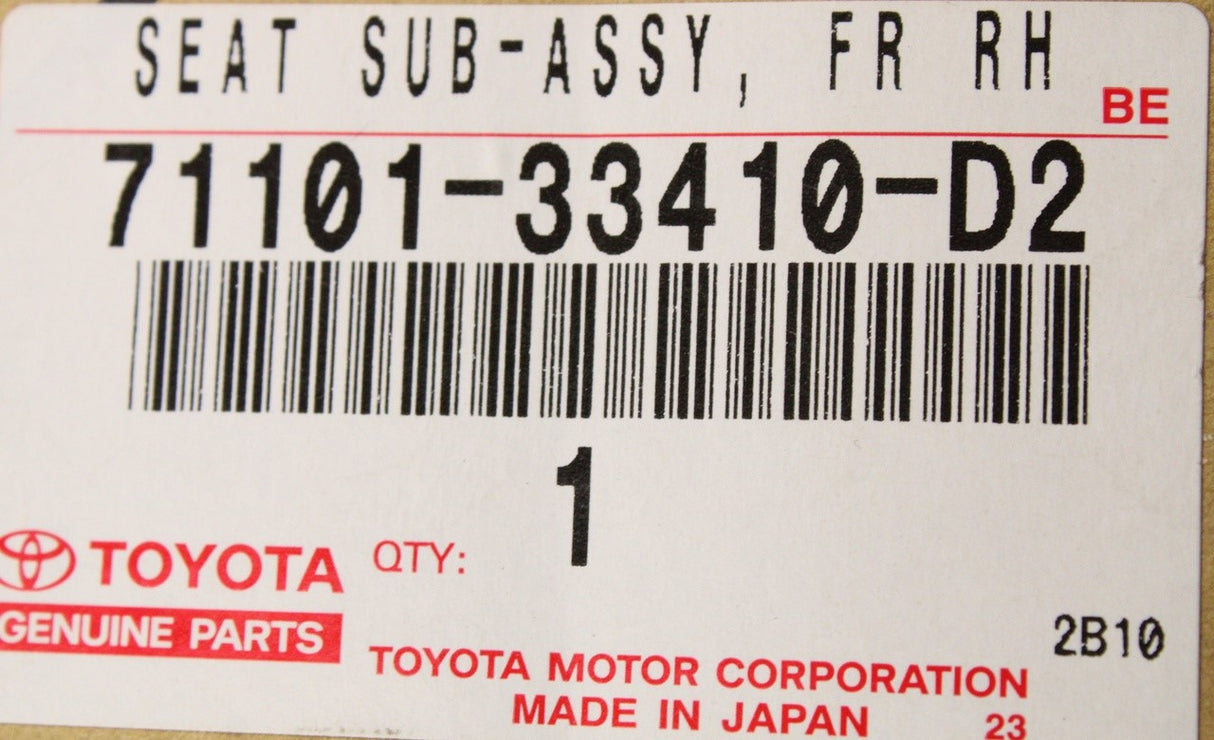 SEAT SUB-ASSY, FR RH
BE
71101-33410-D2
1
TOYOTA QTY:
GENUINE PARTS
2B10
TOYOTA MOTOR CORPORATION
MADE IN JAPAN 23